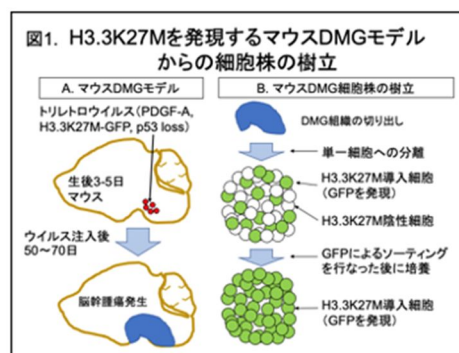 図1. H3.3K27Mを発現するマウスDMGモデル
からの細胞株の樹立
A. マウスDMGモデル
トリレトロウイルス(PDGF-A,
H3.3K27M-GFP, p53 loss)
生後3-5日
マウス
ウイルス注入後
50〜70日
脳幹腫瘍発生
B. マウスDMG細胞株の樹立
DMG組織の切り出し
単一細胞への分離
H3.3K27M導入細胞
(GFPを発現)
H3.3K27M陰性細胞
GFPによるソーティング
を行なった後に培養
H3.3K27M導入細胞
(GFPを発現)